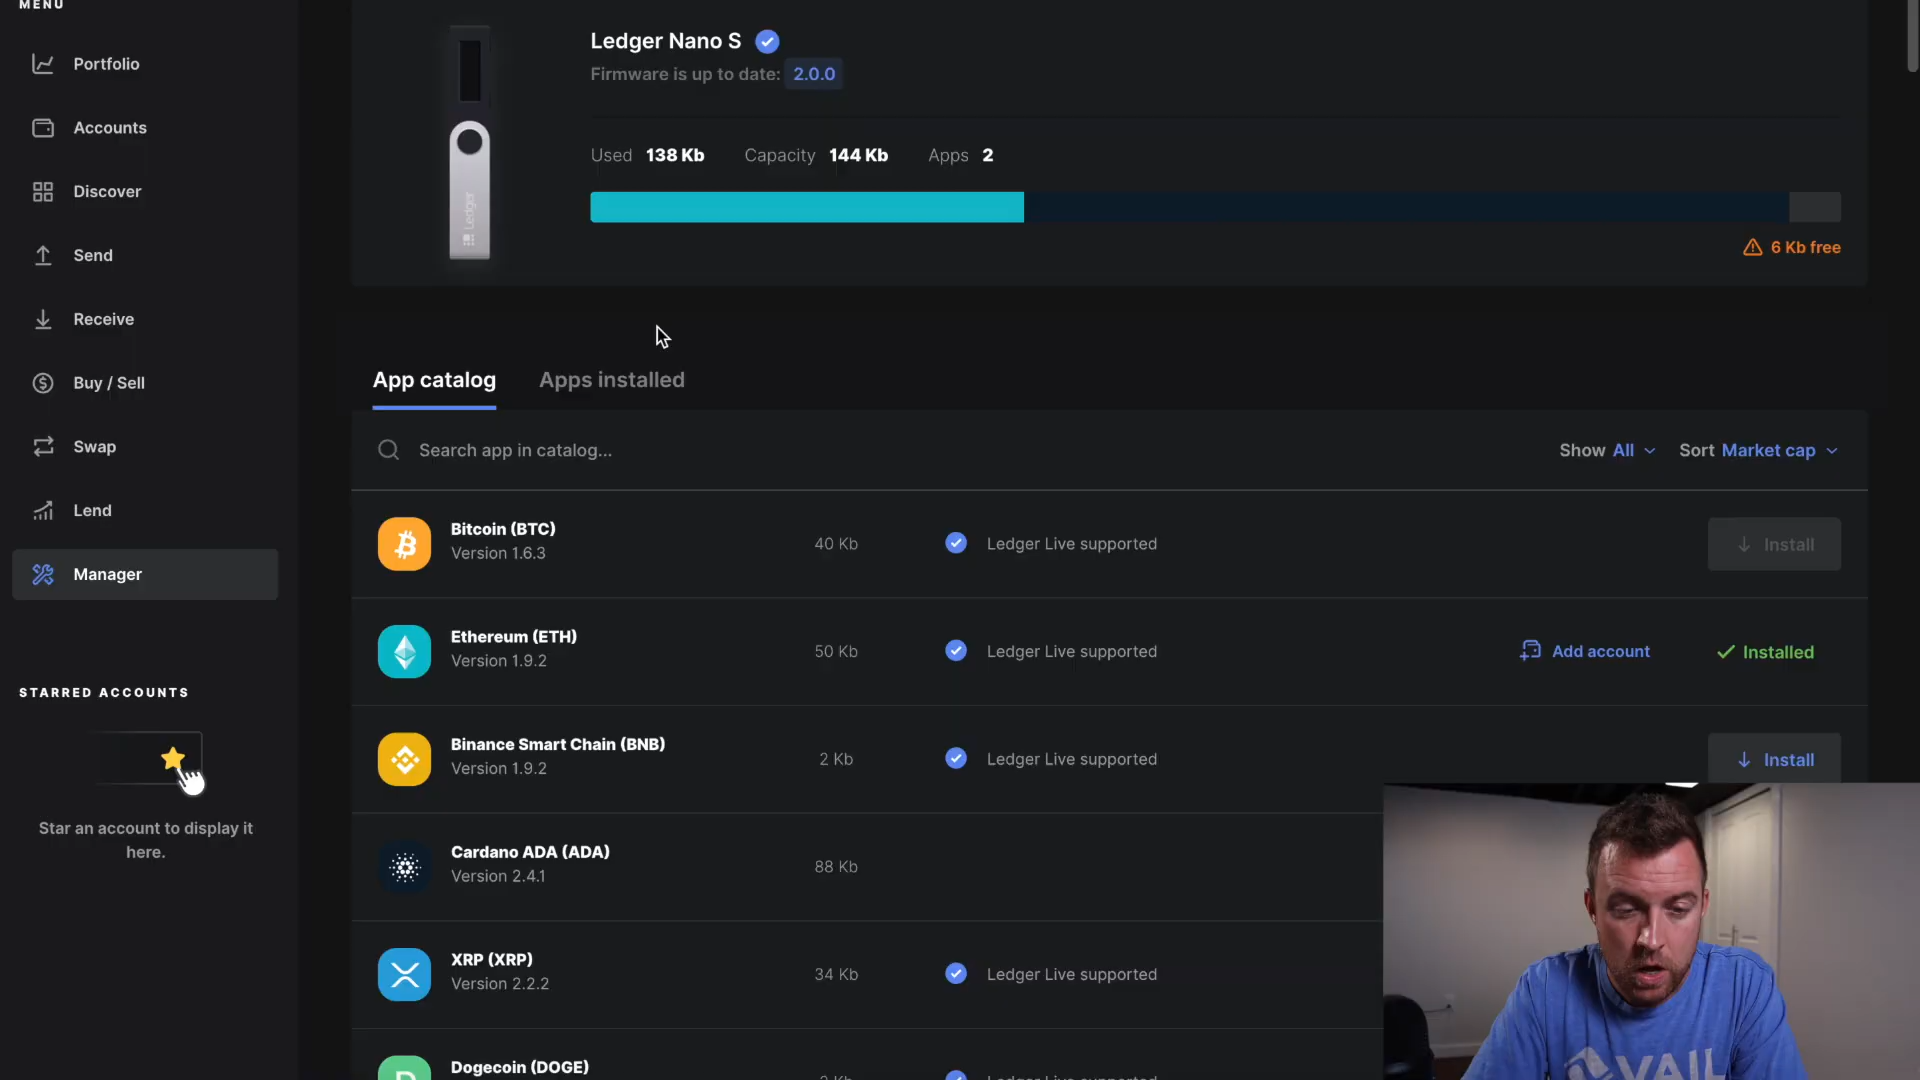 MENU
Portfolio
Accounts
Discover
Send
Receive
Buy / Sell
Swap
Lend
Manager
STARRED ACCOUNTS
Star an account to display it
here.
Ledger
Ledger Nano S
Firmware is up to date: 2.0.0
Used 138 Kb Capacity 144 Kb Apps 2
6 Kb free
App catalog Apps installed
Search app in catalog...
Show All Sort Market cap
Bitcoin (BTC)
Version 1.6.3
40 Kb
Ledger Live supported
Install
Ethereum (ETH)
Version 1.9.2
50 Kb
Ledger Live supported
Add account
Installed
Binance Smart Chain (BNB)
Version 1.9.2
2 Kb
Ledger Live supported
Install
Cardano ADA (ADA)
Version 2.4.1
88 Kb
XRP (XRP)
Version 2.2.2
34 Kb
Ledger Live supported
Dogecoin (DOGE)
Ledger Live supported
VAIL